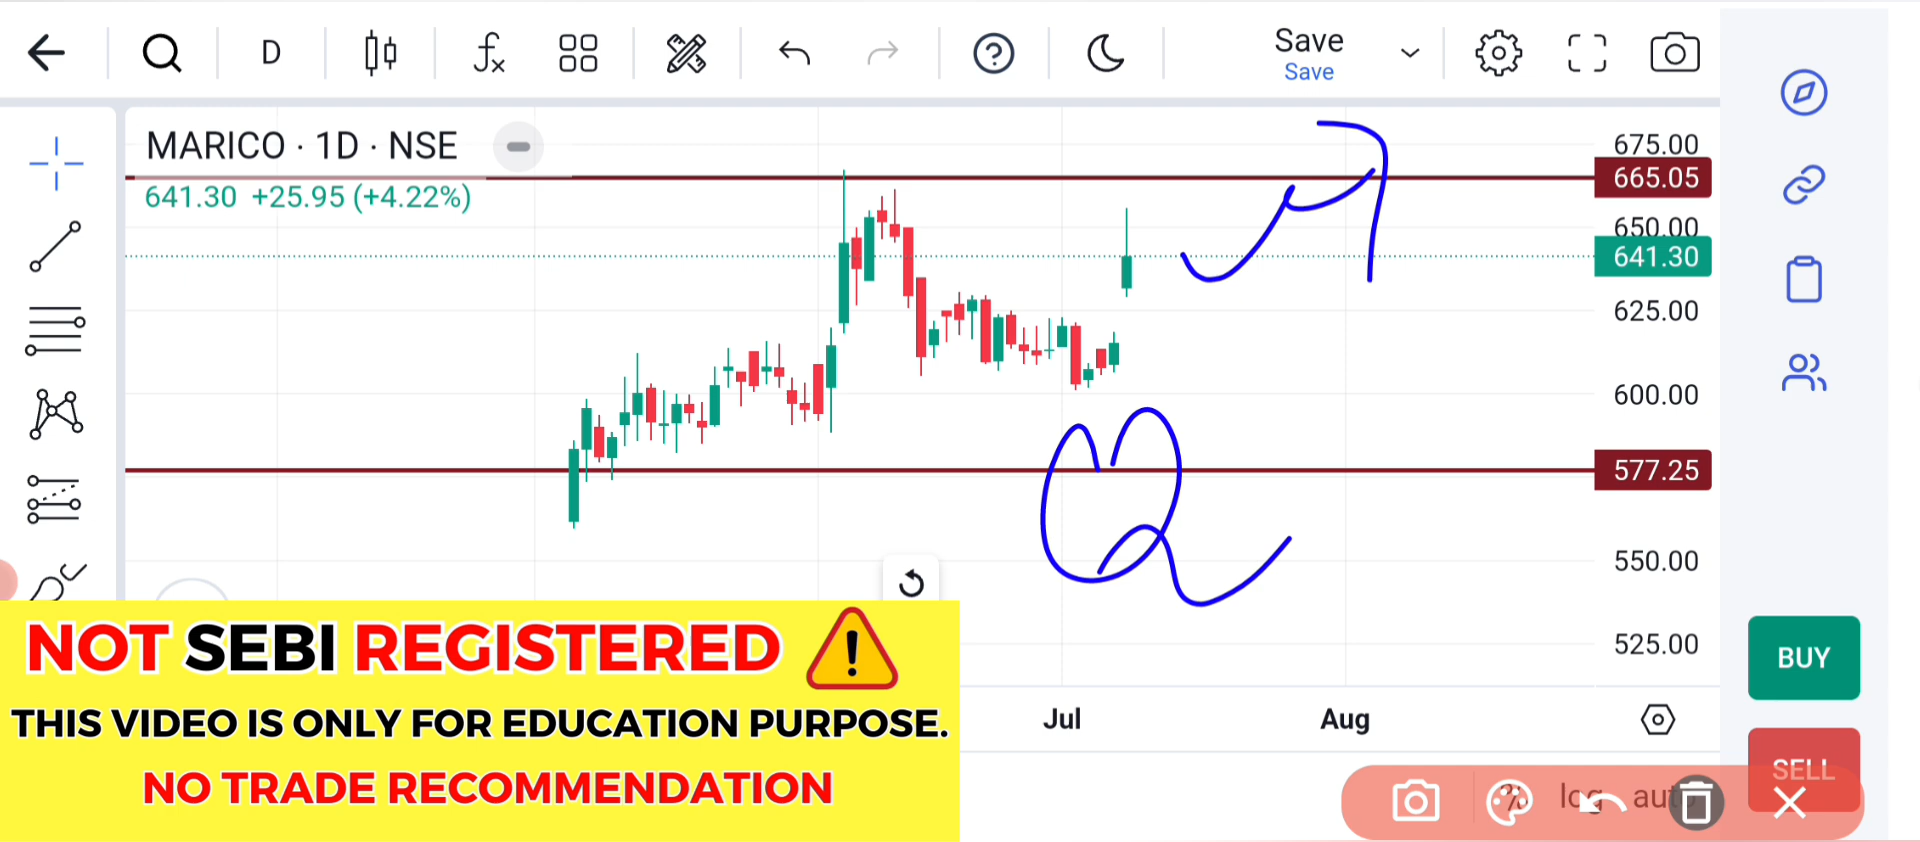 D
Save
Save
MARICO · 1D · NSE
641.30 +25.95 (+4.22%)
675.00
665.05
650.00
641.30
625.00
600.00
577.25
550.00
525.00
Jul
Aug
BUY
SELL
log
auto
NOT SEBI REGISTERED
THIS VIDEO IS ONLY FOR EDUCATION PURPOSE.
NO TRADE RECOMMENDATION